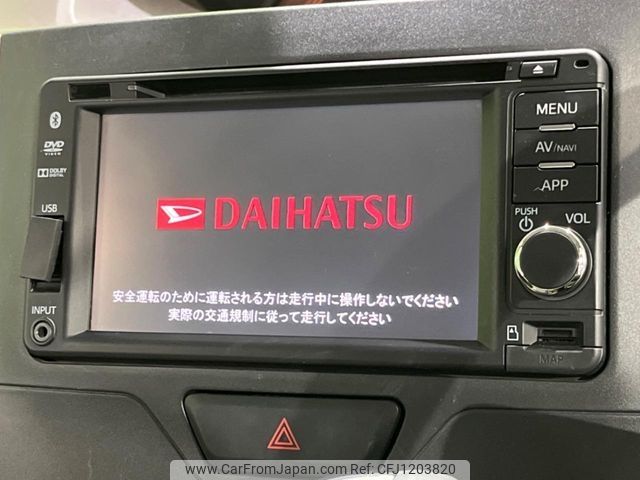 MENU
AV/NAVI
APP
PUSH
VOL
DVD
VIDEO
DOLBY
DIGITAL
USB
INPUT
DAIHATSU
安全運転のために運転される方は走行中に操作しないでください
実際の交通規制に従って走行してください
MAP
www.CarFromJapan.com for CFJ1203820